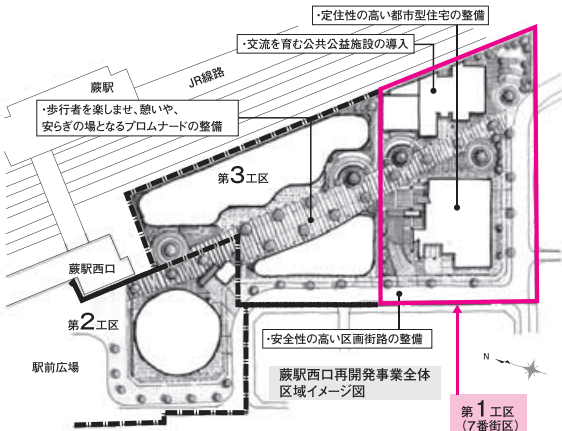 ・定住性の高い都市型住宅の整備
・交流を育む公共公益施設の導入
蕨駅
JR線路
・歩行者を楽しませ、憩いや、
安らぎの場となるプロムナードの整備
第3工区
蕨駅西口
第2工区
駅前広場
・安全性の高い区画街路の整備
蕨駅西口再開発事業全体
区域イメージ図
N
第1工区
(7番街区)